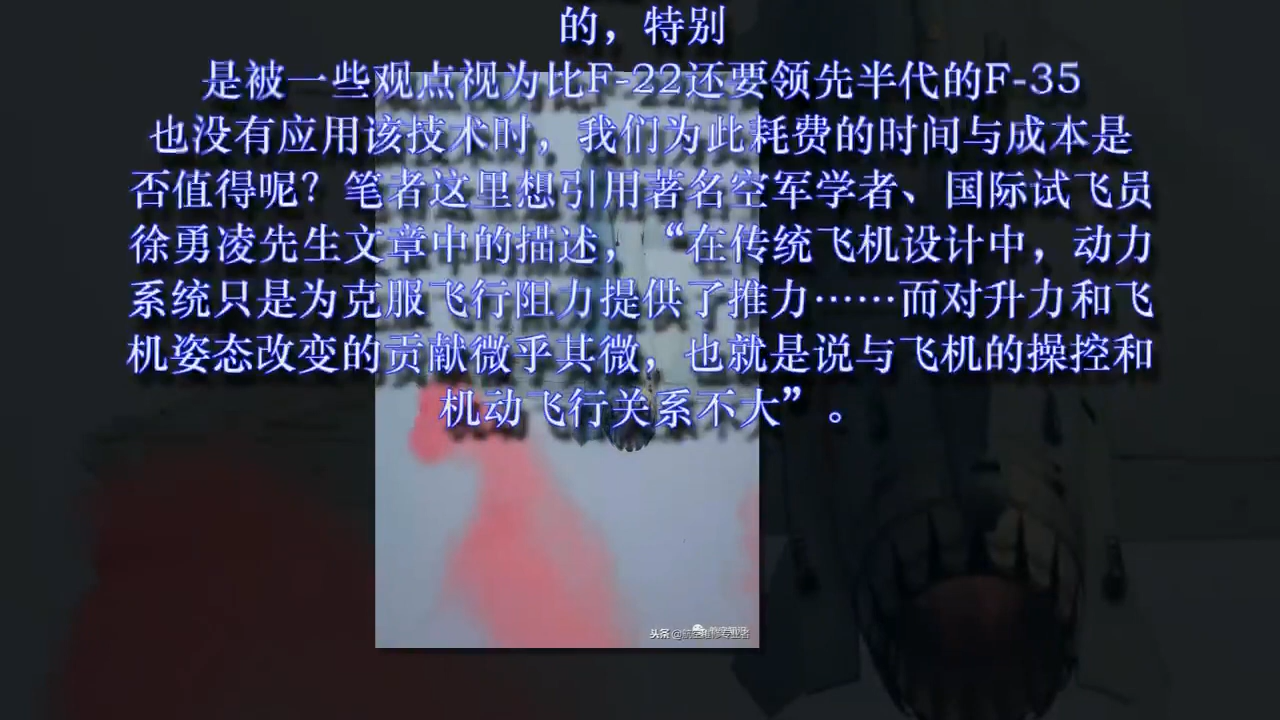 的，特别
是被一些观点视为比F-22还要领先半代的F-35
也没有应用该技术时，我们为此耗费的时间与成本是
否值得呢？笔者这里想引用著名空军学者、国际试飞员
徐勇凌先生文章中的描述，“在传统飞机设计中，动力
系统只是为克服飞行阻力提供了推力……而对升力和飞
机姿态改变的贡献微乎其微，也就是说与飞机的操控和
机动飞行关系不大”。
头条